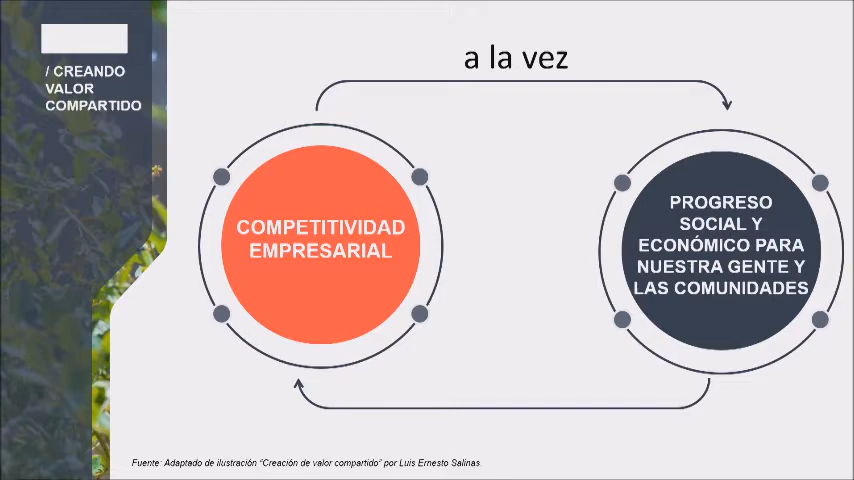 / CREANDO
VALOR
COMPARTIDO
a la vez
COMPETITIVIDAD
EMPRESARIAL
PROGRESO
SOCIAL Y
ECONÓMICO PARA
NUESTRA GENTE Y
LAS COMUNIDADES
Fuente: Adaptado de ilustración "Creación de valor compartido" por Luis Ernesto Salinas.